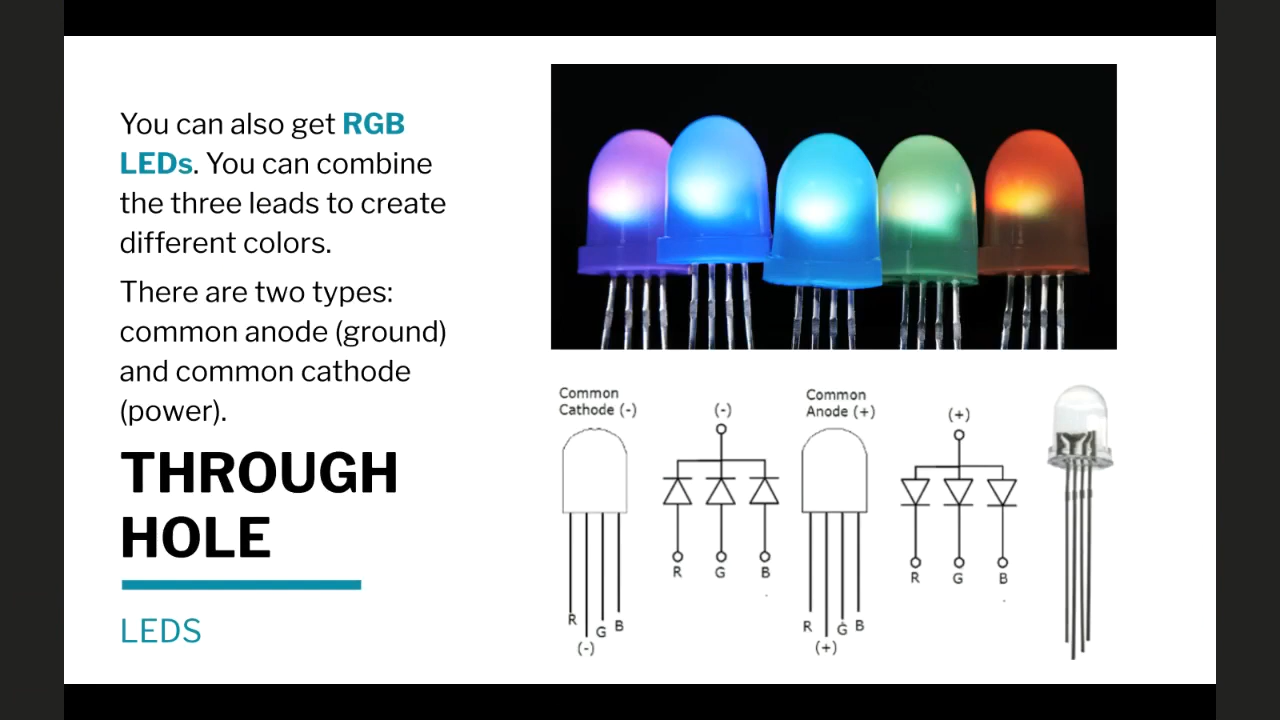 You can also get RGB
LEDs. You can combine
the three leads to create
different colors.
There are two types:
common anode (ground)
and common cathode
(power).
THROUGH
HOLE
LEDS
Common
Cathode (-)
(-)
R
G
B
R
G
B
(-)
Common
Anode (+)
(+)
R
G
B
R
G
B
(+)